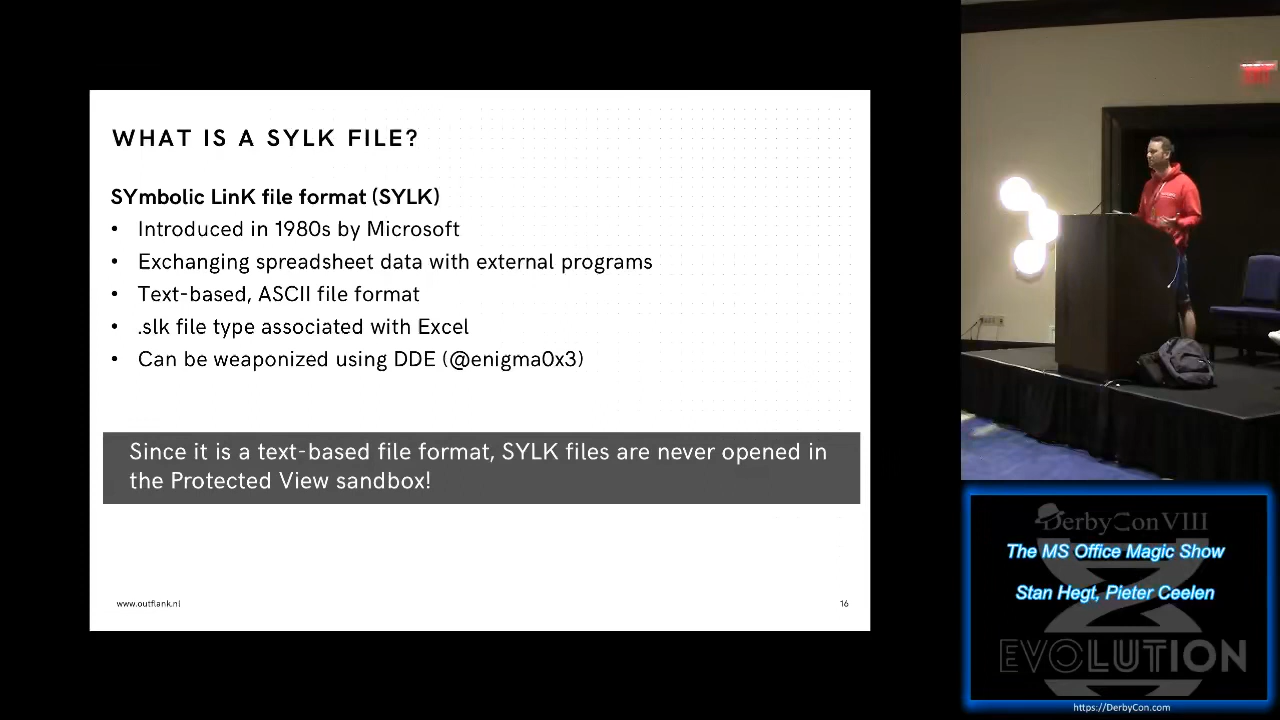 WHAT IS A SYLK FILE?
SYmbolic LinK file format (SYLK)
• Introduced in 1980s by Microsoft
• Exchanging spreadsheet data with external programs
• Text-based, ASCII file format
• .slk file type associated with Excel
• Can be weaponized using DDE (@enigma0x3)
Since it is a text-based file format, SYLK files are never opened in
the Protected View sandbox!
www.outflank.nl
16
EXIT
DerbyCon VIII
The MS Office Magic Show
Stan Hegt, Pieter Ceelen
EVOLUTION
https://DerbyCon.com